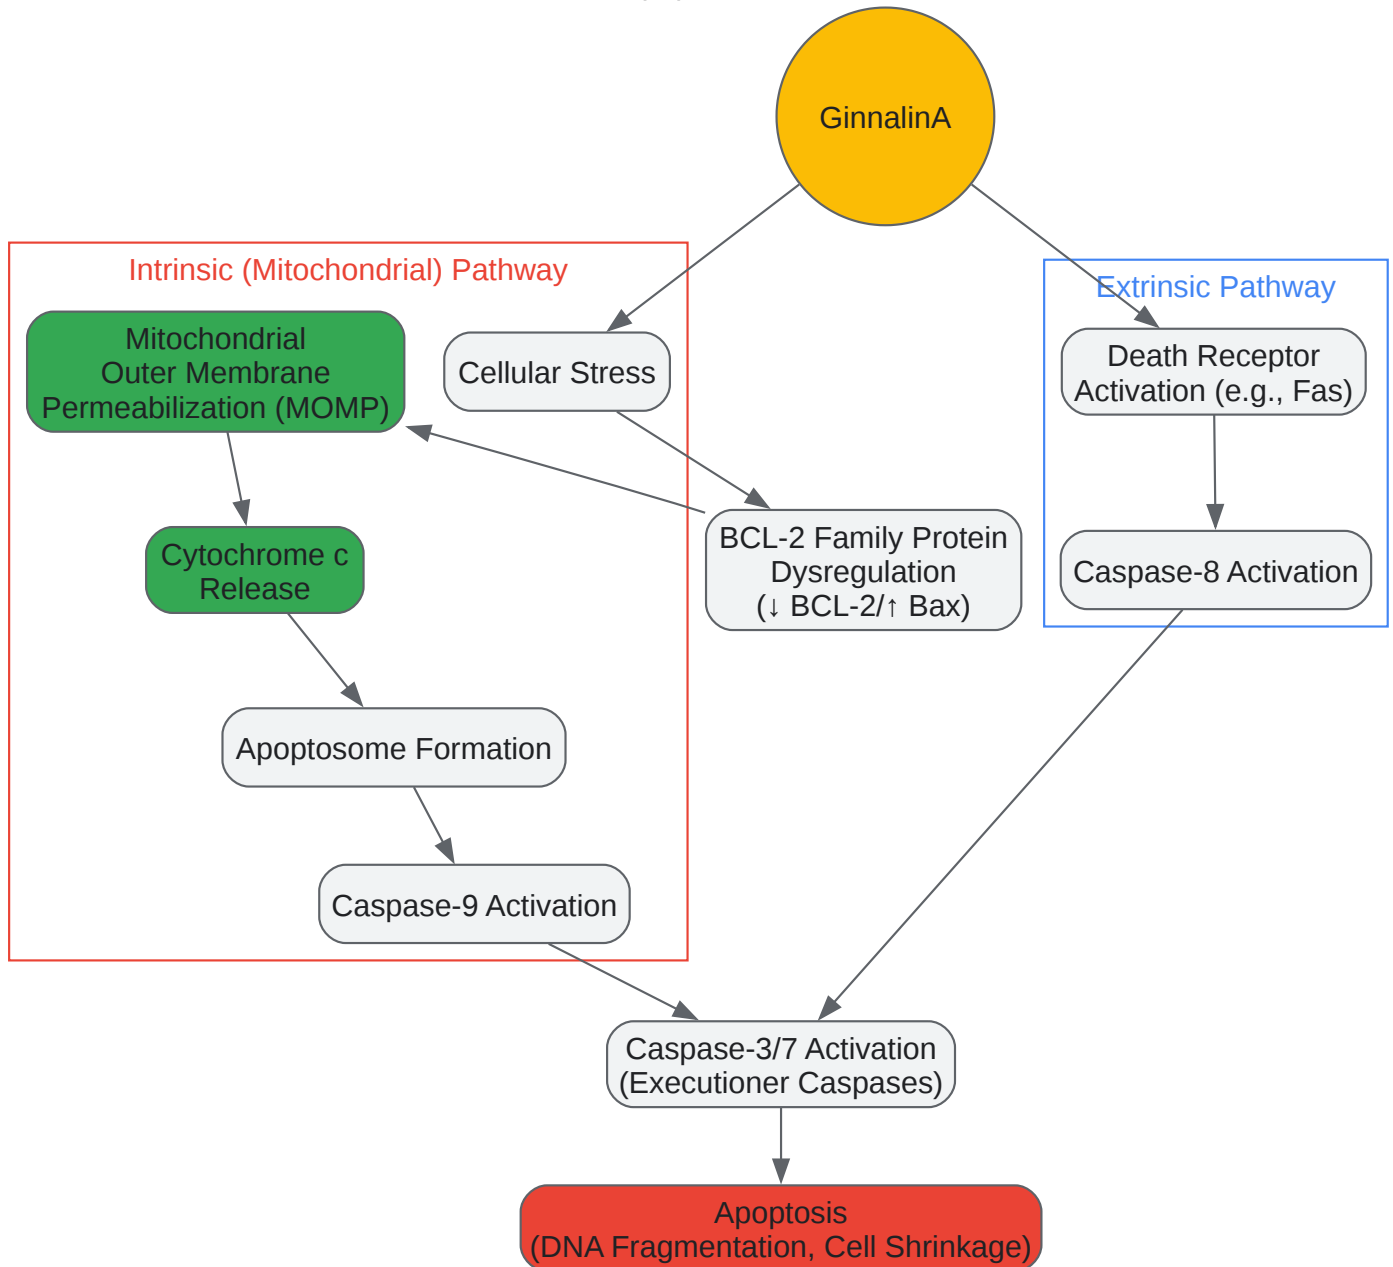 GinnalinA
Intrinsic (Mitochondrial) Pathway
Extrinsic Pathway
Mitochondrial
Outer Membrane
Permeabilization (MOMP)
Cellular Stress
Death Receptor
Activation (e.g., Fas)
Cytochrome c
Release
BCL-2 Family Protein
Dysregulation
(↓ BCL-2/↑ Bax)
Caspase-8 Activation
Apoptosome Formation
Caspase-9 Activation
Caspase-3/7 Activation
(Executioner Caspases)
Apoptosis
(DNA Fragmentation, Cell Shrinkage)